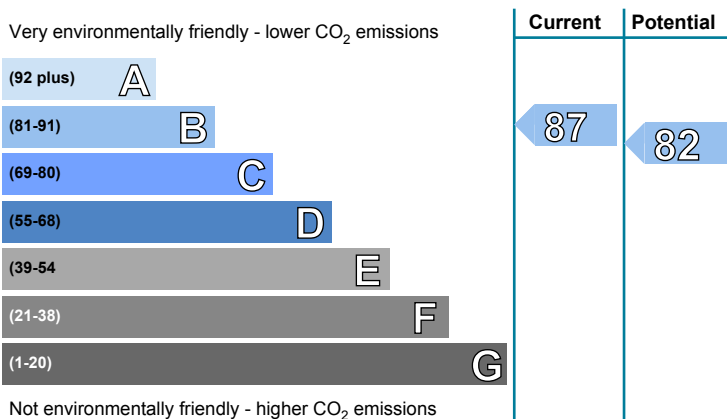 Current Potential
Very environmentally friendly - lower CO2 emissions
(92 plus) A
(81-91) B
87
82
(69-80) C
(55-68) D
(39-54 E
(21-38) F
(1-20) G
Not environmentally friendly - higher CO2 emissions